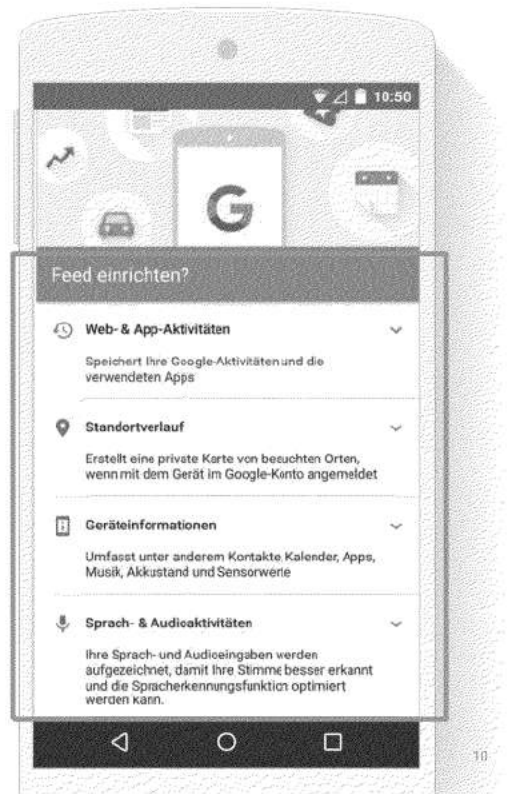 10:50
G
Feed einrichten?
Web- & App-Aktivitäten
Speichert Ihre Google-Aktivitäten und die
verwendeten Apps
Standortverlauf
Erstellt eine private Karte von besuchten Orten,
wenn mit dem Gerät im Google-Konto angemeldet
Geräteinformationen
Umfasst unter anderem Kontakte, Kalender, Apps,
Musik, Akkustand und Sensorwerte
Sprach- & Audioaktivitäten
Ihre Sprach- und Audioeingaben werden
aufgezeichnet, damit Ihre Stimme besser erkannt
und die Spracherkennungsfunktion optimiert
werden kann.
10